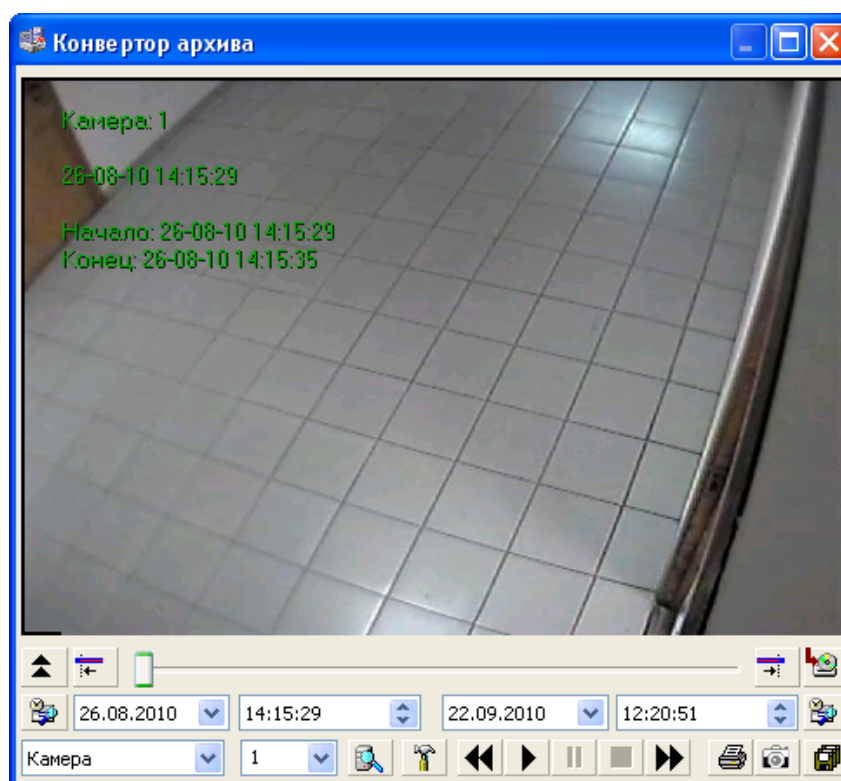 Конвертор архива
Камера: 1
26-08-10 14:15:29
Начало: 26-08-10 14:15:29
Конец: 26-08-10 14:15:35
26.08.2010 14:15:29 22.09.2010 12:20:51
Камера 1